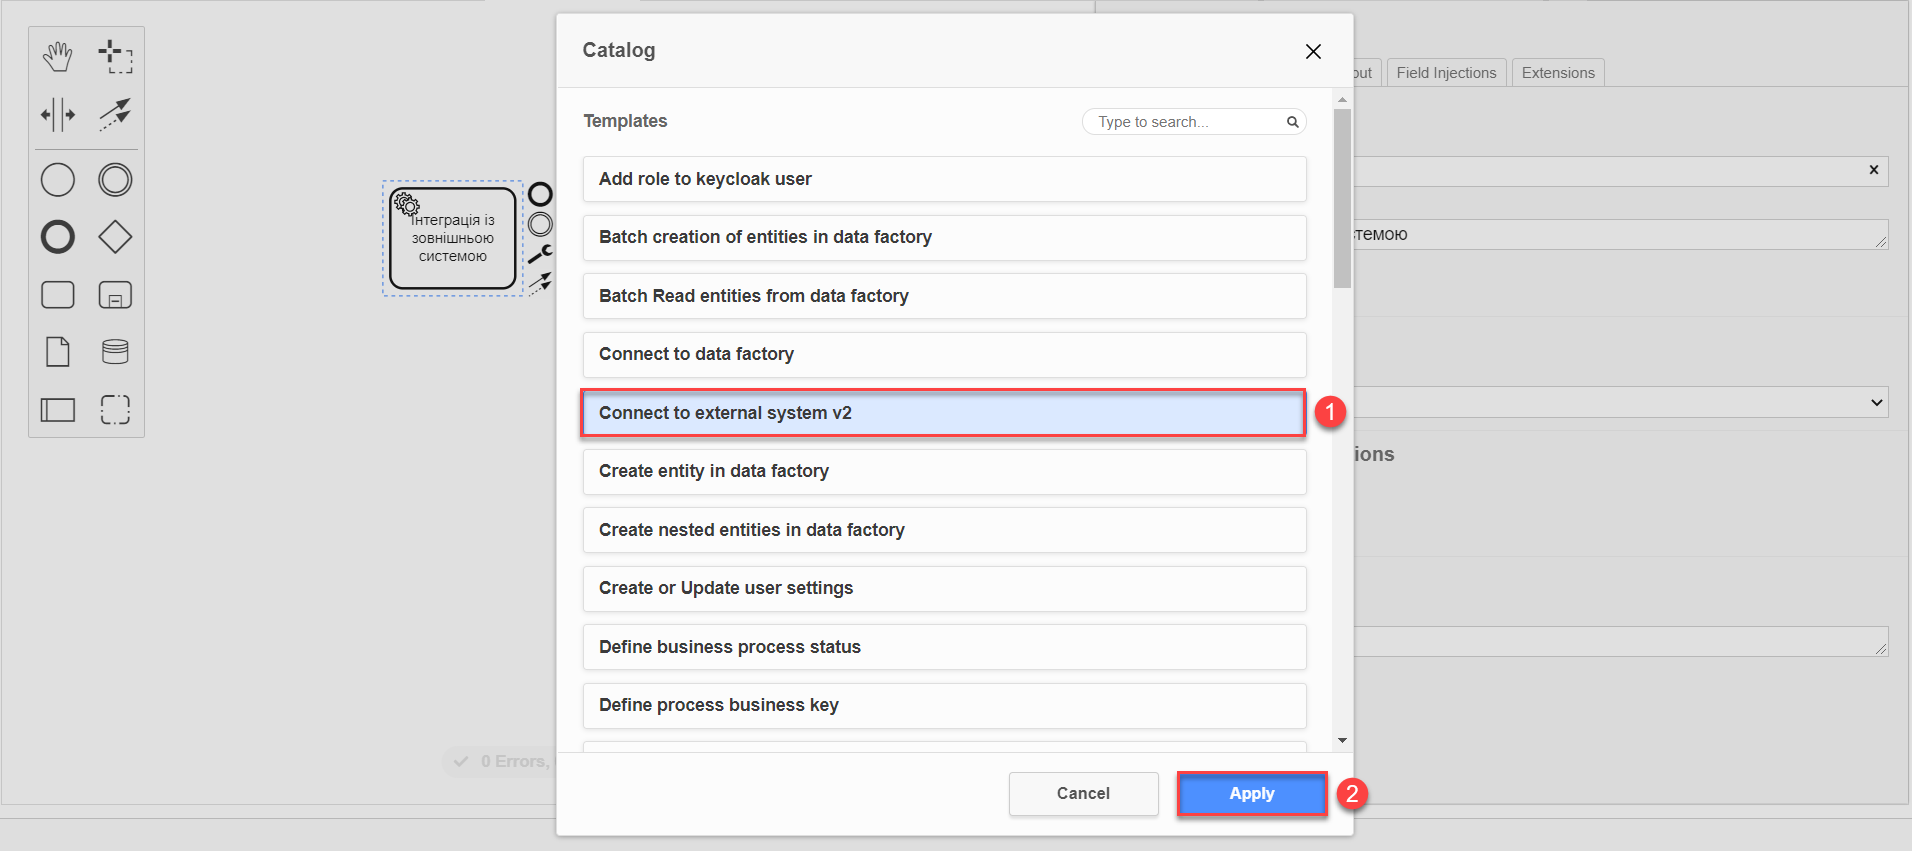 Catalog
Templates
Type to search...
Add role to keycloak user
Batch creation of entities in data factory
Batch Read entities from data factory
Connect to data factory
Connect to external system v2
1
Create entity in data factory
Create nested entities in data factory
Create or Update user settings
Define business process status
Define process business key
Cancel
Apply
2
Інтеграція із
зовнішньою
системою
0 Errors,
Field Injections
Extensions